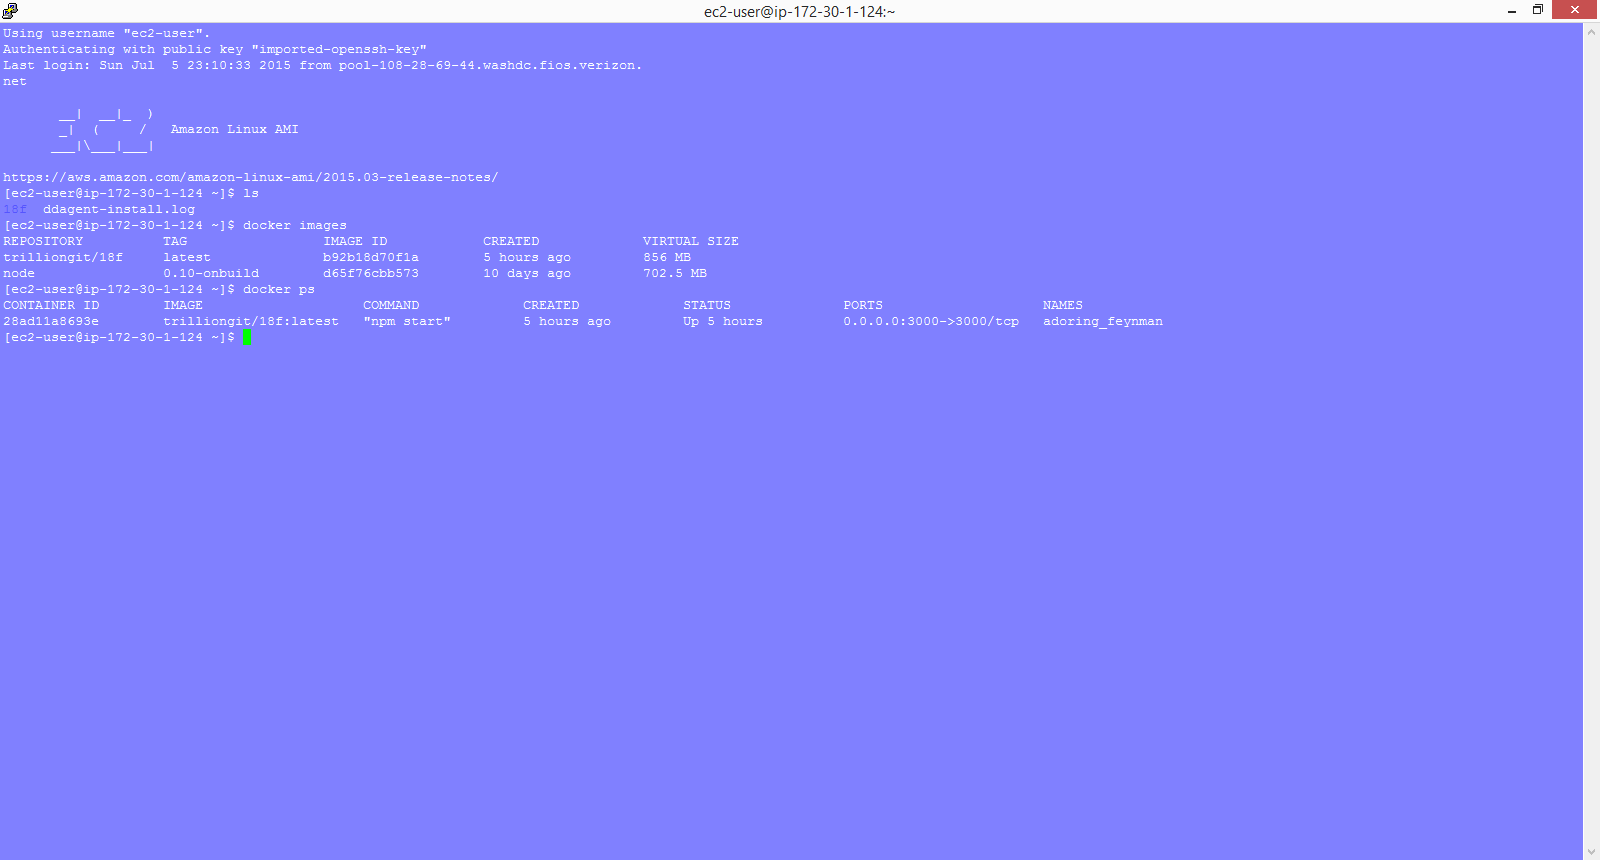 ec2-user@ip-172-30-1-124:~
Using username "ec2-user".
Authenticating with public key "imported-openssh-key"
Last login: Sun Jul  5 23:10:33 2015 from pool-108-28-69-44.washdc.fios.verizon.
net
       __|  __|_  )
       _|  (     /   Amazon Linux AMI
      ___|\___|___|
https://aws.amazon.com/amazon-linux-ami/2015.03-release-notes/
[ec2-user@ip-172-30-1-124 ~]$ ls
18f  ddagent-install.log
[ec2-user@ip-172-30-1-124 ~]$ docker images
REPOSITORY          TAG                 IMAGE ID            CREATED             VIRTUAL SIZE
trilliongit/18f     latest              b92b18d70f1a        5 hours ago         856 MB
node                0.10-onbuild        d65f76cbb573        10 days ago         702.5 MB
[ec2-user@ip-172-30-1-124 ~]$ docker ps
CONTAINER ID        IMAGE                    COMMAND             CREATED             STATUS              PORTS                    NAMES
28ad11a8693e        trilliongit/18f:latest   "npm start"         5 hours ago         Up 5 hours          0.0.0.0:3000->3000/tcp   adoring_feynman
[ec2-user@ip-172-30-1-124 ~]$